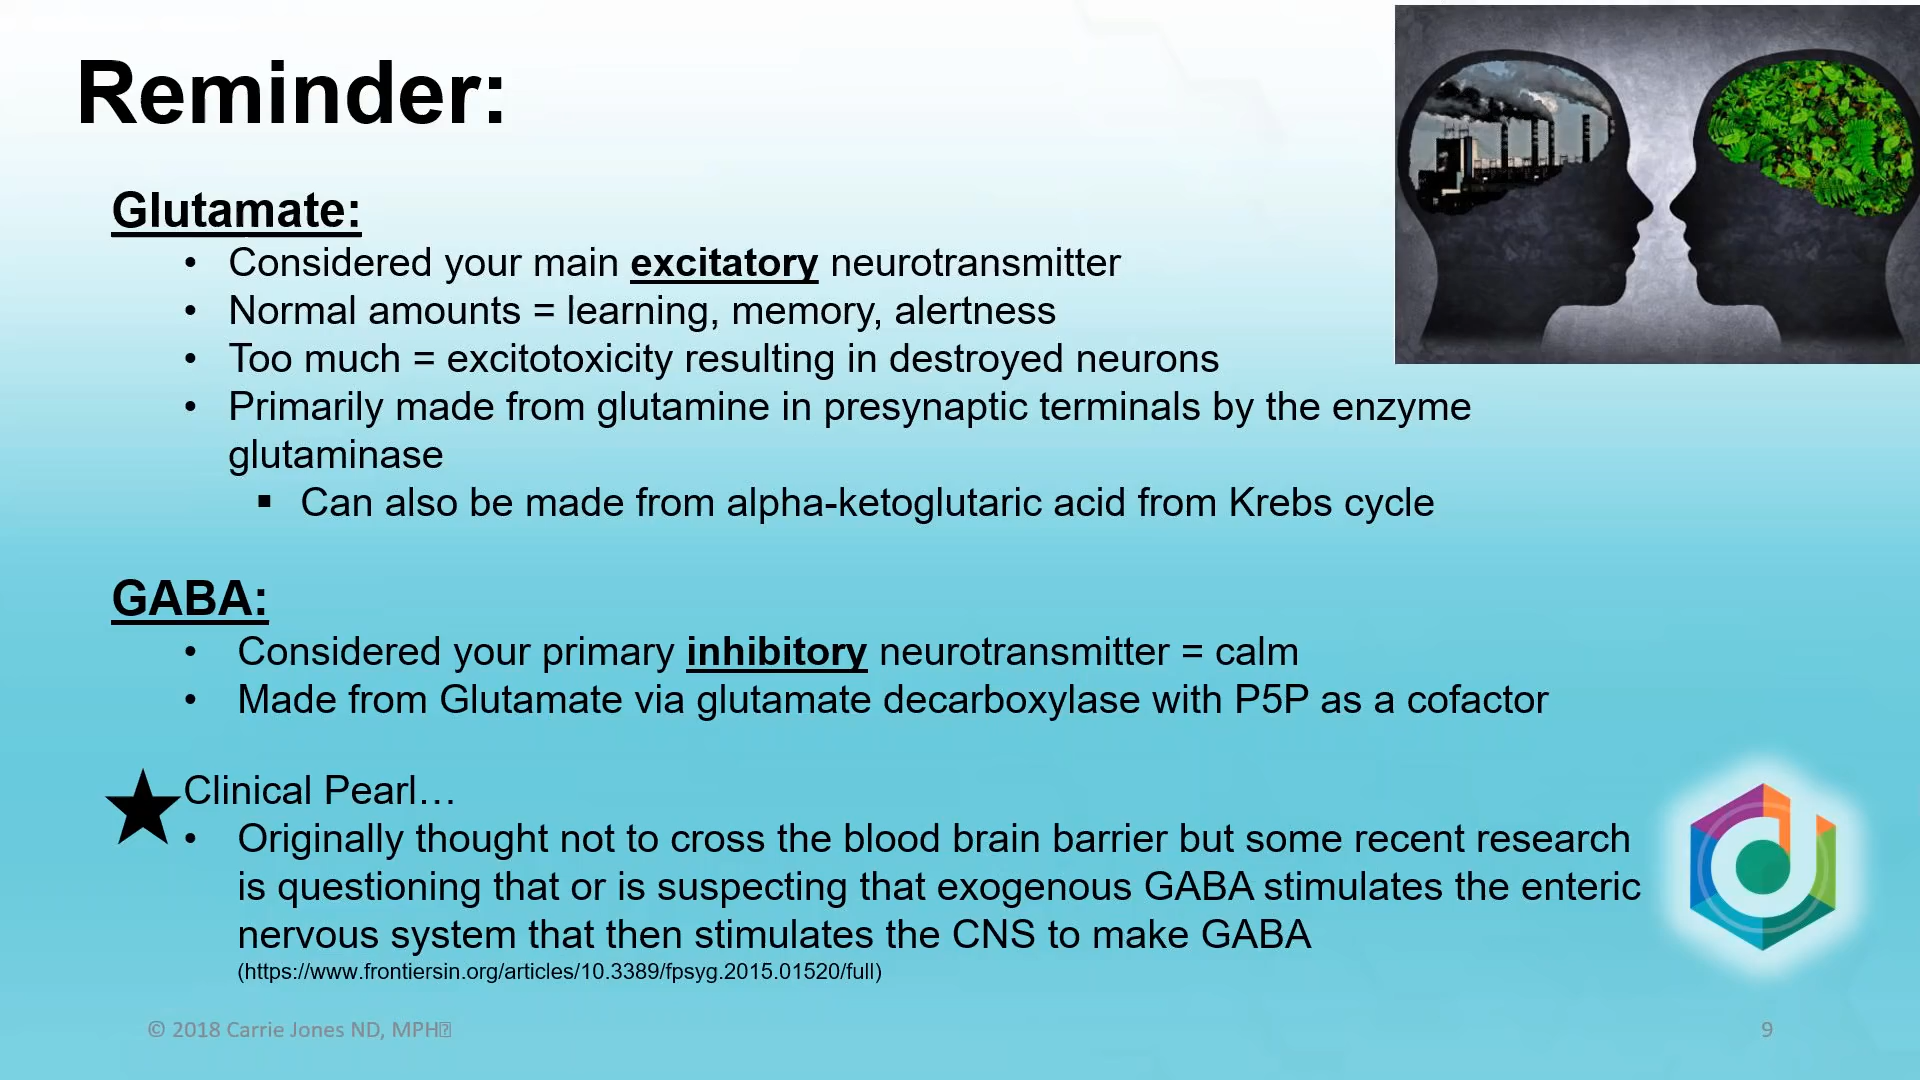 Reminder:
Glutamate:
• Considered your main excitatory neurotransmitter
• Normal amounts = learning, memory, alertness
• Too much = excitotoxicity resulting in destroyed neurons
• Primarily made from glutamine in presynaptic terminals by the enzyme
glutaminase
▪ Can also be made from alpha-ketoglutaric acid from Krebs cycle
GABA:
• Considered your primary inhibitory neurotransmitter = calm
• Made from Glutamate via glutamate decarboxylase with P5P as a cofactor
Clinical Pearl…
• Originally thought not to cross the blood brain barrier but some recent research
is questioning that or is suspecting that exogenous GABA stimulates the enteric
nervous system that then stimulates the CNS to make GABA
(https://www.frontiersin.org/articles/10.3389/fpsyg.2015.01520/full)
© 2018 Carrie Jones ND, MPH
9